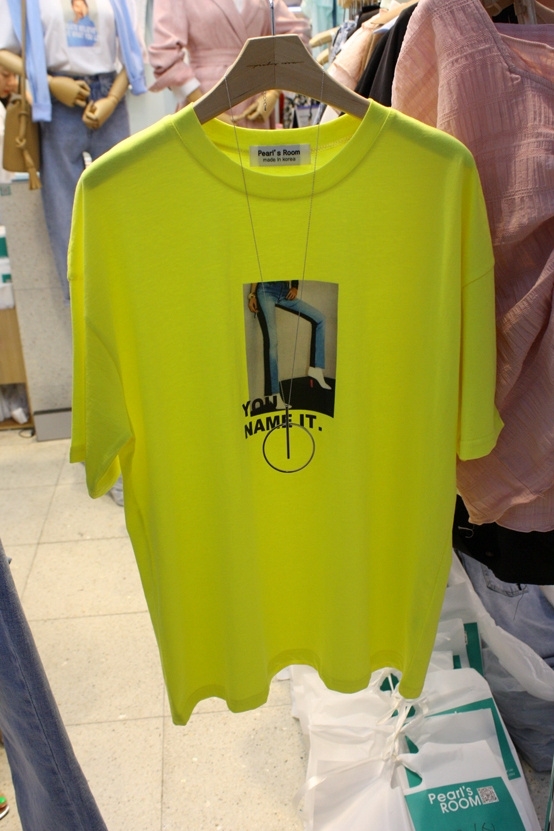 Pearl's Room
made in korea
YOU
NAME IT.
Pearl's
ROOM